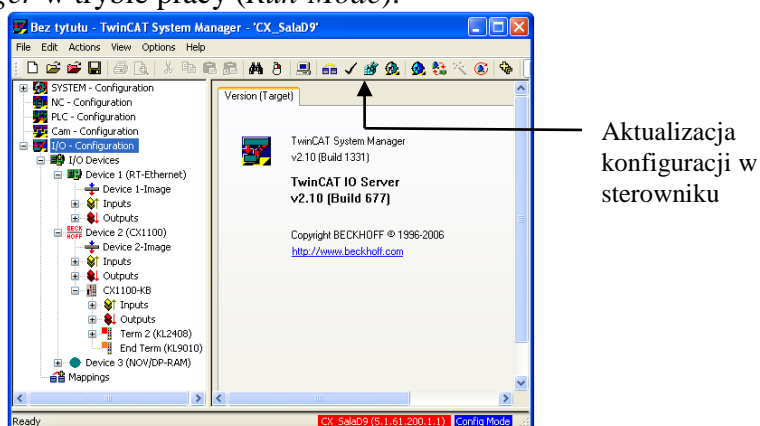 ger w trybie pracy (Run Mode).
Bez tytułu - TwinCAT System Manager - 'CX_SalaD9'
File Edit Actions View Options Help
SYSTEM - Configuration
NC - Configuration
PLC - Configuration
Cam - Configuration
I/O - Configuration
I/O Devices
Device 1 (RT-Ethernet)
Device 1-Image
Inputs
Outputs
BECK HOFF Device 2 (CX1100)
Device 2-Image
Inputs
Outputs
CX1100-KB
Inputs
Outputs
Term 2 (KL2408)
End Term (KL9010)
Device 3 (NOV/DP-RAM)
Mappings
Version (Target)
TwinCAT System Manager
v2.10 (Build 1331)
TwinCAT IO Server
v2.10 (Build 677)
Copyright BECKHOFF © 1996-2006
http://www.beckhoff.com
Ready CX_SalaD9 (5.1.61.200.1.1) Config Mode
Aktualizacja
konfiguracji w
sterowniku